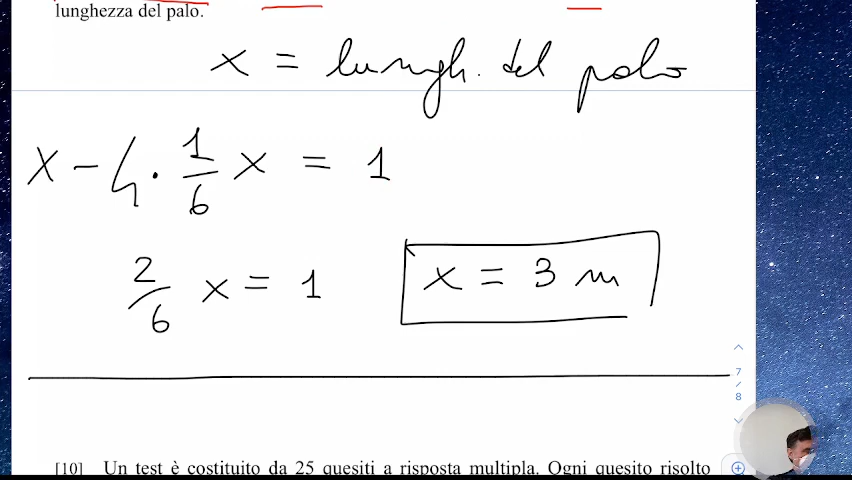 lunghezza del palo.
x = lungh. del palo
x - 4 · 1/6 x = 1
2/6 x = 1
x = 3 m
7
/
8
[10] Un test è costituito da 25 quesiti a risposta multipla. Ogni quesito risolto